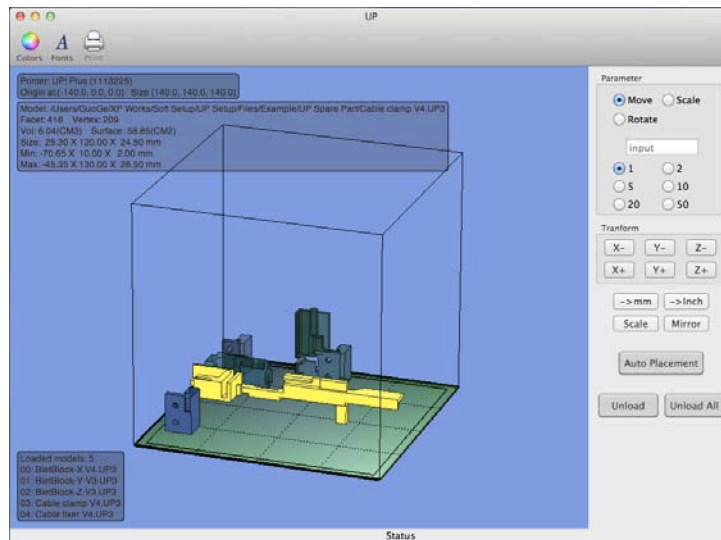 UP
Colors Fonts Print
Printer: UP! Plus (1113225)
Origin at(-140.0, 0.0, 0.0) Size (140.0, 140.0, 140.0)
Model: /Users/GuoGe/XP Works/Soft Setup/UP Setup/Files/Example/UP Spare Part/Cable clamp V4.UP3
Facet: 418 Vertex: 209
Vol: 6.04(CM3) Surface: 58.85(CM2)
Size: 25.30 X 120.00 X 24.50 mm
Min: -70.65 X 10.00 X 2.00 mm
Max: -45.35 X 130.00 X 26.50 mm
Loaded models: 5
00: BletBlock-X V4.UP3
01: BletBlock-Y-V3.UP3
02: BletBlock-Z-V3.UP3
03: Cable clamp V4.UP3
04: Cable fixer V4.UP3
Parameter
Move Scale
Rotate
input
1 2
5 10
20 50
Tranform
X- Y- Z-
X+ Y+ Z+
->mm ->Inch
Scale Mirror
Auto Placement
Unload Unload All
Status